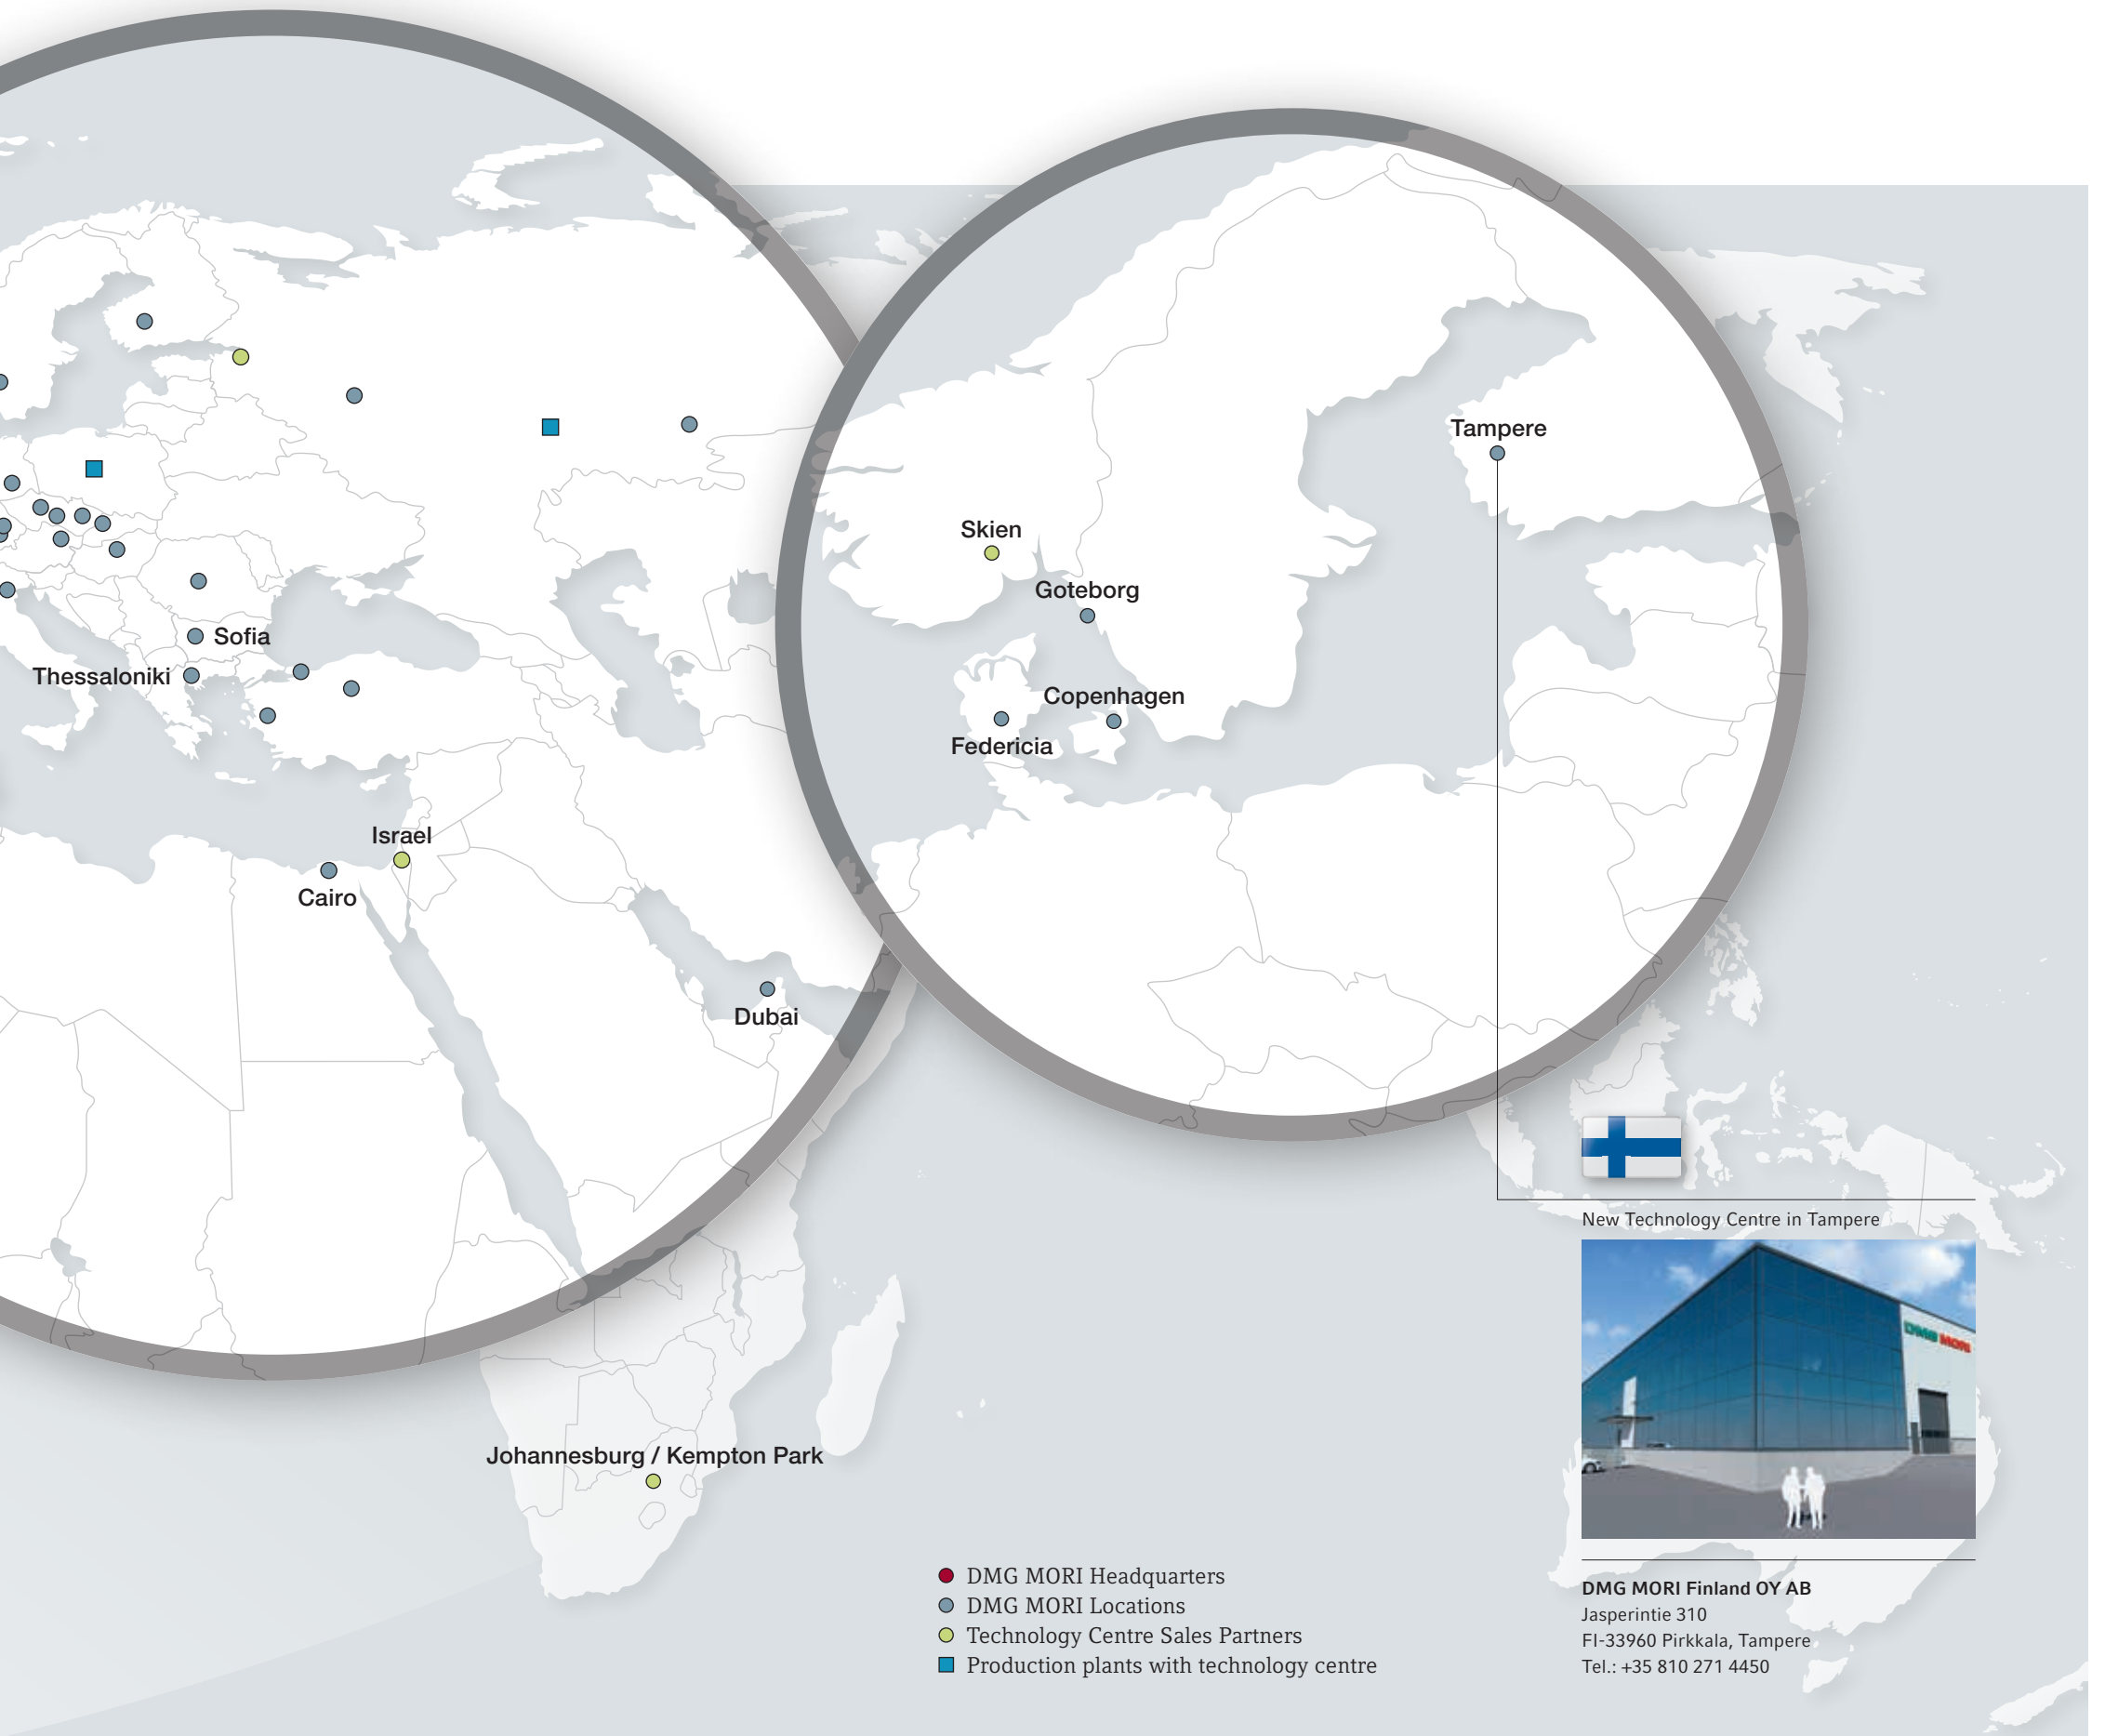 Tampere
Skien
Goteborg
Sofia
Thessaloniki
Copenhagen
Federicia
Israel
Cairo
Dubai
New Technology Centre in Tampere
DMG MORI
Johannesburg / Kempton Park
DMG MORI Headquarters
DMG MORI Locations
Technology Centre Sales Partners
Production plants with technology centre
DMG MORI Finland OY AB
Jasperintie 310
FI-33960 Pirkkala, Tampere
Tel.: +35 810 271 4450